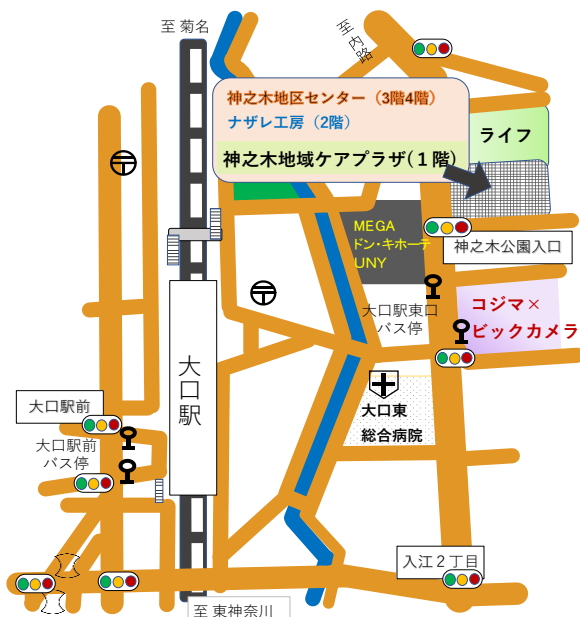 至 菊名
至内路
神之木地区センター（3階4階）
ナザレ工房（2階）
神之木地域ケアプラザ(１階)
ライフ
MEGA
ドン・キホーテ
UNY
神之木公園入口
大口駅東口
バス停
コジマ×
ビックカメラ
大口駅
大口駅前
大口駅前
バス停
大口東
総合病院
入江２丁目
至 東神奈川